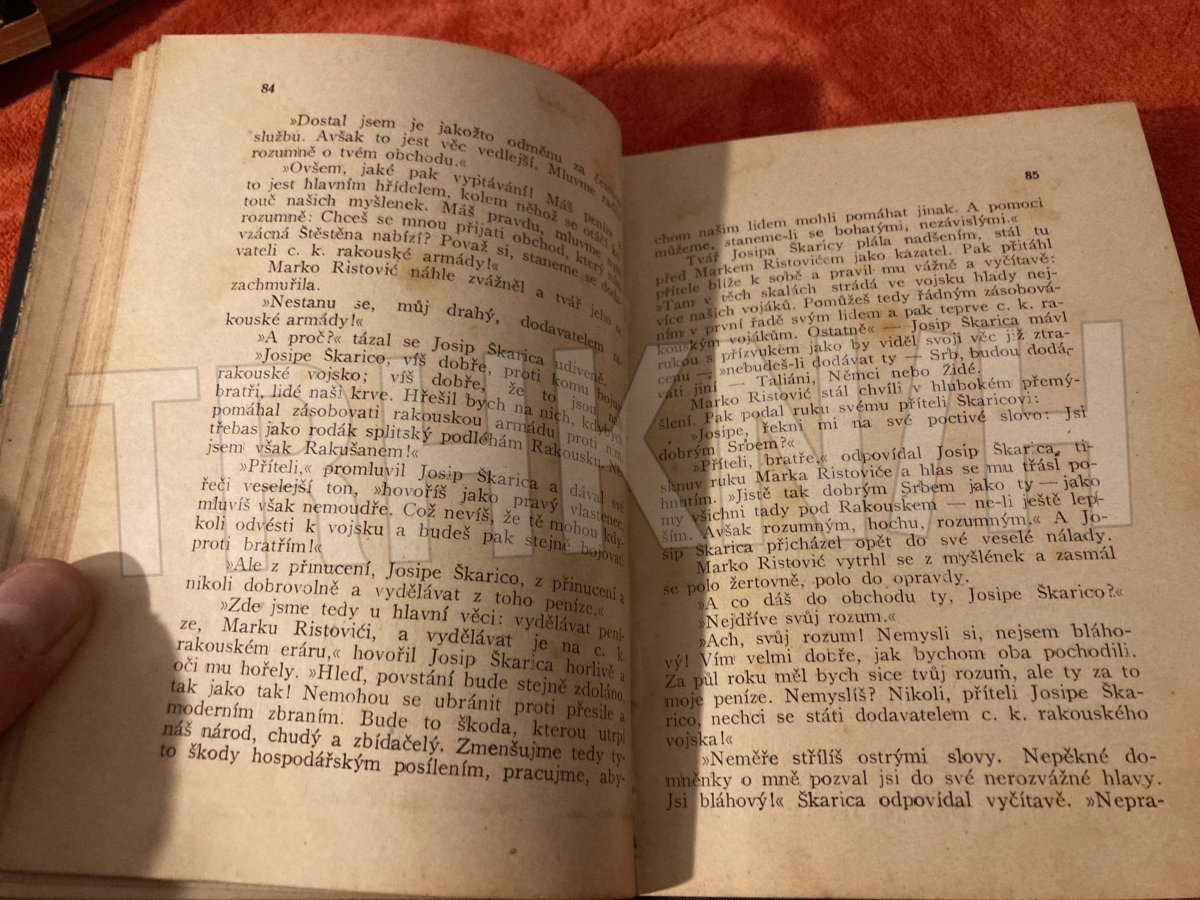 84
»Dostal jsem je jakožto odměnu za
službu. Avšak to jest věc vedlejší. Mluvme
rozumně o tvém obchodu.«
»Ovšem, jaké pak vyptávání! Máš peníze
to jest hlavním hřídelem, kolem něhož se otáčí
touč našich myšlenek. Máš pravdu, mluvme
rozumně: Chceš se mnou přijati obchod, který
vzácná Štěstěna nabízí? Považ si, staneme se
vateli c. k. rakouské armády!«
Marko Ristović náhle zvážněl a tvář jeho
zachmuřila.
»Nestanu se, můj drahý, dodavatelem
kouské armády!«
»A proč?« tázal se Josip Škarica udiveně.
»Josipe Škarico, víš dobře, proti komu bojuje
rakouské vojsko; víš dobře, že to jsou
bratři, lidé naší krve. Hřešil bych na nich, kdybych
pomáhal zásobovati rakouskou armádu proti nim
třebas jako rodák splitský podléhám Rakousku.
jsem však Rakušanem!«
»Příteli,« promluvil Josip Škarica a dával své
řeči veselejší ton, »hovoříš jako pravý vlastenec,
mluvíš však nemoudře. Což nevíš, že tě mohou kdy-
koli odvésti k vojsku a budeš pak stejně bojovati
proti bratřím!«
»Ale z přinucení, Josipe Škarico, z přinucení a
nikoli dobrovolně a vydělávat z toho peníze.«
»Zde jsme tedy u hlavní věci: vydělávat pení-
ze, Marku Ristovići, a vydělávat je na c. k.
rakouském eráru,« hovořil Josip Škarica horlivě a
oči mu hořely. »Hleď, povstání bude stejně zdoláno,
tak jako tak! Nemohou se ubránit proti přesile a
moderním zbraním. Bude to škoda, kterou utrpí
náš národ, chudý a zbídačelý. Zmenšujme tedy ty-
to škody hospodářským posílením, pracujme, aby-
85
chom našim lidem mohli pomáhat jinak. A pomoci
můžeme, staneme-li se bohatými, nezávislými.«
Tvář Josipa Škaricy plála nadšením, stál tu
před Markem Ristovićem jako kazatel. Pak přitáhl
přítele blíže k sobě a pravil mu vážně a vyčítavě:
»Tam v těch skalách strádá ve vojsku hlady nej-
více našich vojáků. Pomůžeš tedy řádným zásobová-
ním v první řadě svým lidem a pak teprve c. k. ra-
kouským vojákům. Ostatně« — Josip Škarica mávl
rukou s přízvukem jako by viděl svoji věc již ztra-
cenu — »nebudeš-li dodávat ty — Srb, budou dodá-
vati jiní — Taliáni, Němci nebo Židé.
Marko Ristović stál chvíli v hlubokém přemý-
šlení. Pak podal ruku svému příteli Škaricovi:
»Josipe, řekni mi na své poctivé slovo: Jsi
dobrým Srbem?«
»Příteli, bratře,« odpovídal Josip Škarica, ti-
sknuv ruku Marka Ristoviće a hlas se mu třásl po-
hnutím. »Jistě tak dobrým Srbem jako ty — jako
my všichni tady pod Rakouskem — ne-li ještě lep-
ším. Avšak rozumným, hochu, rozumným.« A Jo-
sip Škarica přicházel opět do své veselé nálady.
Marko Ristović vytrhl se z myšlének a zasmál
se polo žertovně, polo do opravdy.
»A co dáš do obchodu ty, Josipe Škarico?«
»Nejdříve svůj rozum.«
»Ach, svůj rozum! Nemysli si, nejsem bláho-
vý! Vím velmi dobře, jak bychom oba pochodili.
Za půl roku měl bych sice tvůj rozum, ale ty za to
moje peníze. Nemyslíš? Nikoli, příteli Josipe Ška-
rico, nechci se státi dodavatelem c. k. rakouského
vojska!«
»Neměře střílíš ostrými slovy. Nepěkné do-
mněnky o mně pozval jsi do své nerozvážné hlavy.
Jsi bláhový!« Škarica odpovídal vyčítavě. »Nepra-
TRHKNIH